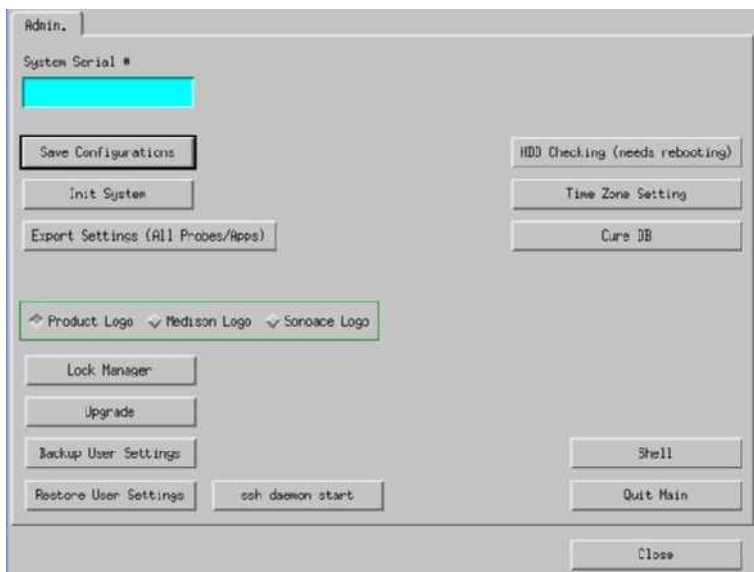 Admin.
System Serial #
Save Configurations
HDD Checking (needs rebooting)
Init System
Time Zone Setting
Export Settings (All Probes/Apps)
Cure DB
Product Logo Medison Logo Sonoace Logo
Lock Manager
Upgrade
Backup User Settings
Shell
Restore User Settings
ssh daemon start
Quit Main
Close